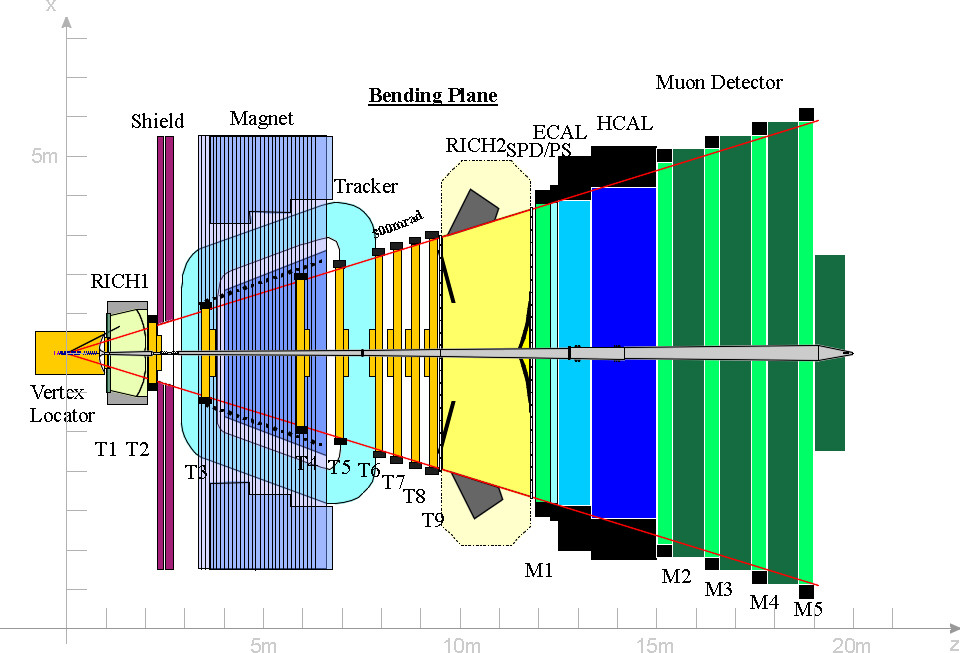 x
Muon Detector
Bending Plane
Shield
Magnet
ECAL
HCAL
RICH2
SPD/PS
5m
Tracker
300mrad
RICH1
Vertex
Locator
T1
T2
T3
T4
T5
T6
T7
T8
T9
M1
M2
M3
M4
M5
5m
10m
15m
20m
z